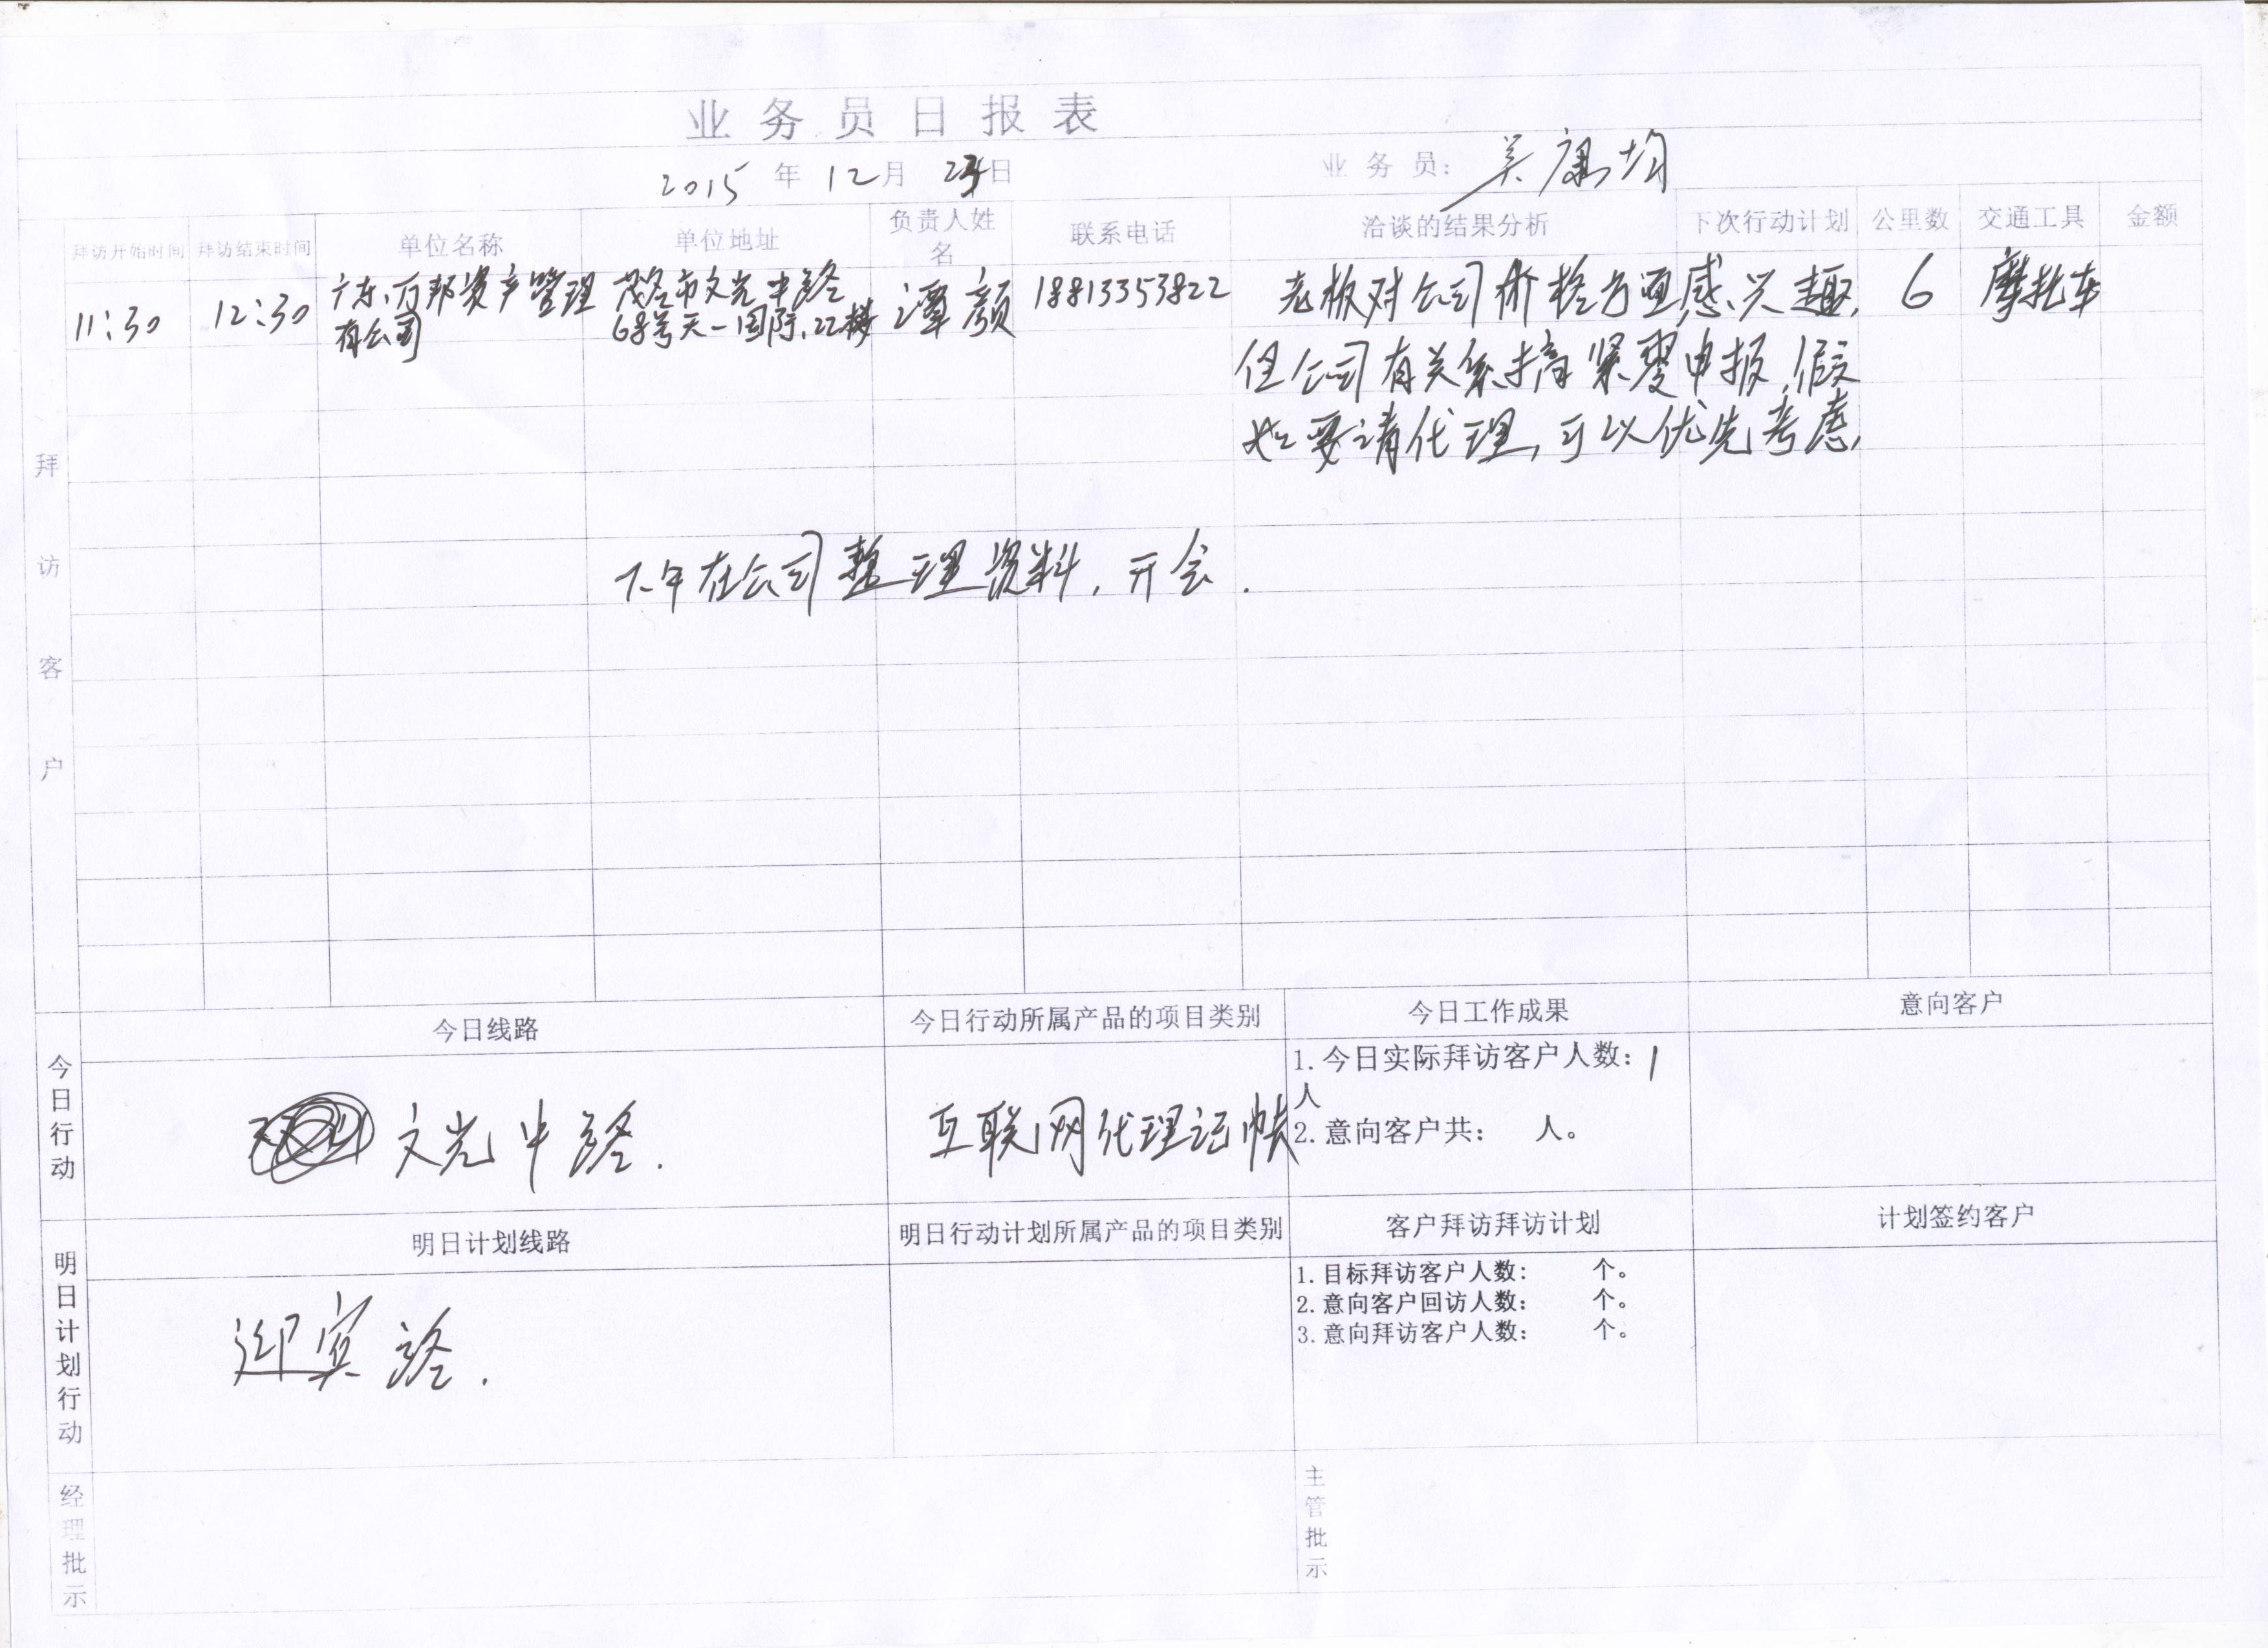 业务员日报表
2015 年 12 月 日 业务员: 吴康均
拜访开始时间 拜访结束时间 单位名称 单位地址 负责人姓名 联系电话 洽谈的结果分析 下次行动计划 公里数 交通工具 金额
11:30 12:30 广东万邦资产管理 茂名市文光中路 谭颜 18813353822 老板对公司价格方面感兴趣, 6 摩托车
有公司 68号天一国际,22楼
但公司有关系搞 申报,假
如要请代理,可以优先考虑,
下午在公司整理资料,开会.
拜访客户
今日线路 今日行动所属产品的项目类别 今日工作成果 意向客户
今日行动
文光中路. 互联网代理记帐
1.今日实际拜访客户人数: 1
人
2.意向客户共: 人。
明日计划线路 明日行动计划所属产品的项目类别 客户拜访拜访计划 计划签约客户
明日计划行动
迎宾路.
1.目标拜访客户人数: 个。
2.意向客户回访人数: 个。
3.意向拜访客户人数: 个。
经理批示
主管批示